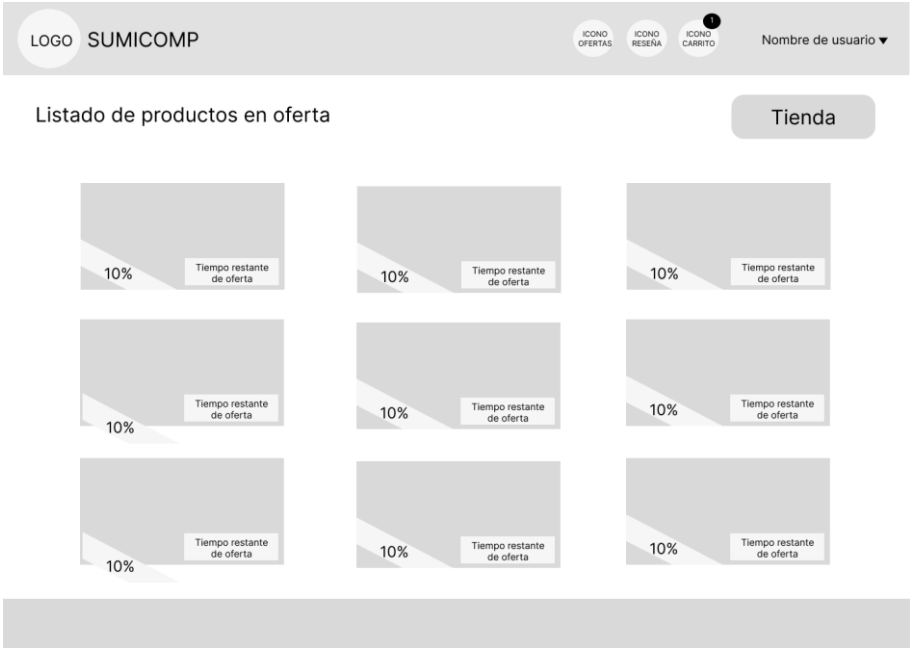 LOGO SUMICOMP
ICONO
OFERTAS
ICONO
RESEÑA
ICONO
CARRITO
1
Nombre de usuario ▼
Listado de productos en oferta
Tienda
10%
Tiempo restante
de oferta
10%
Tiempo restante
de oferta
10%
Tiempo restante
de oferta
10%
Tiempo restante
de oferta
10%
Tiempo restante
de oferta
10%
Tiempo restante
de oferta
10%
Tiempo restante
de oferta
10%
Tiempo restante
de oferta
10%
Tiempo restante
de oferta